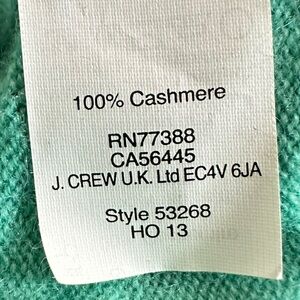 100% Cashmere
RN77388
CA56445
J. CREW U.K. Ltd EC4V 6JA
Style 53268
HO 13